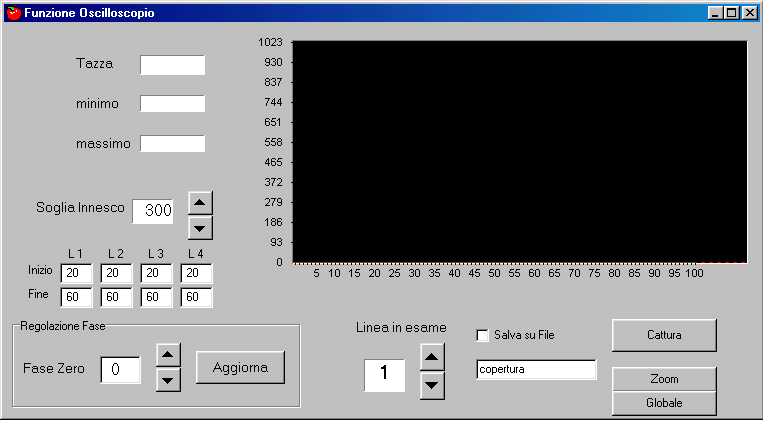 Funzione Oscilloscopio
Tazza
minimo
massimo
Soglia Innesco 300
L 1 L 2 L 3 L 4
Inizio 20 20 20 20
Fine 60 60 60 60
1023
930
837
744
651
558
465
372
279
186
93
0
5 10 15 20 25 30 35 40 45 50 55 60 65 70 75 80 85 90 95 100
Regolazione Fase
Fase Zero 0 Aggiorna
Linea in esame
1
Salva su File
copertura
Cattura
Zoom
Globale